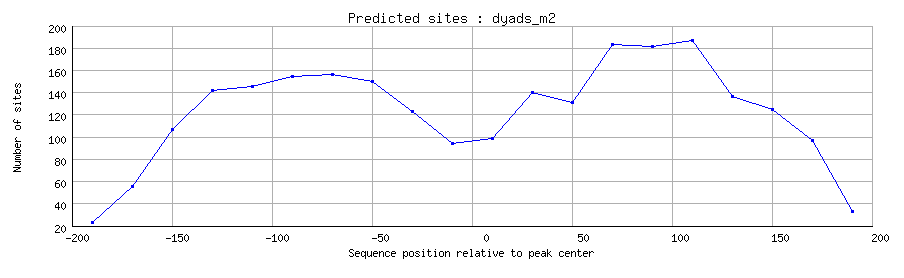 Predicted sites : dyads_m2
200
180
160
140
120
100
80
60
40
20
Number of sites
-200 -150 -100 -50 0 50 100 150 200
Sequence position relative to peak center